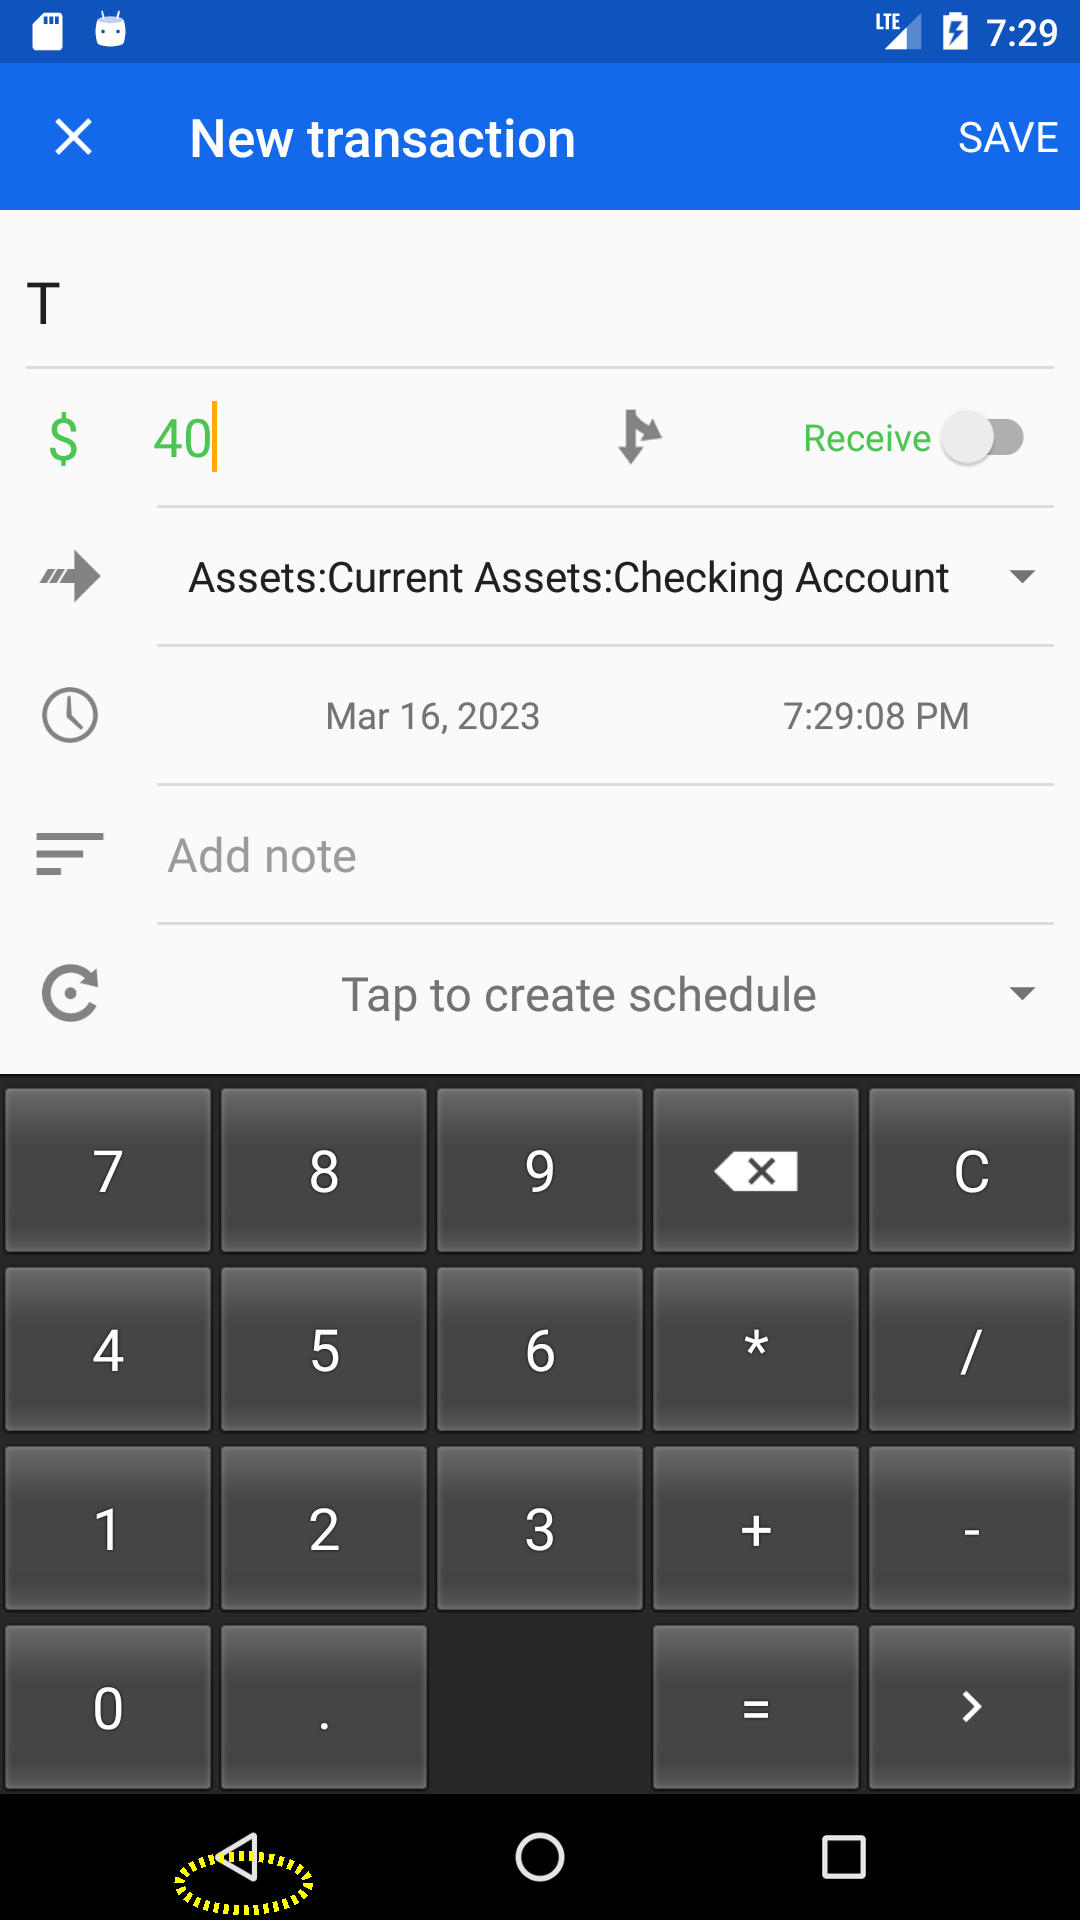 LTE 7:29
New transaction SAVE
T
$ 40 Receive
Assets:Current Assets:Checking Account
Mar 16, 2023 7:29:08 PM
Add note
Tap to create schedule
7 8 9 C
4 5 6 * /
1 2 3 + -
0 . = >